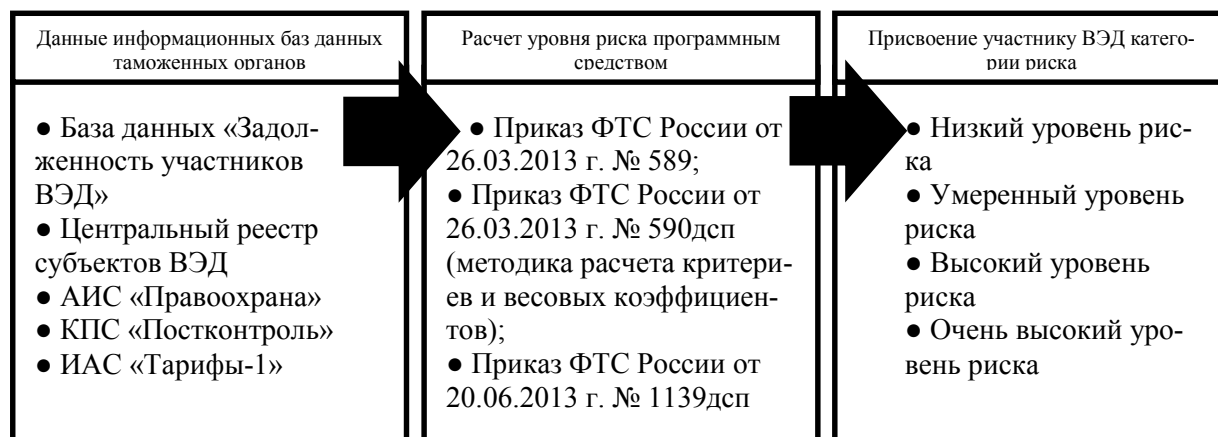 Данные информационных баз данных
таможенных органов
● База данных «Задол-
женность участников
ВЭД»
● Центральный реестр
субъектов ВЭД
● АИС «Правоохрана»
● КПС «Постконтроль»
● ИАС «Тарифы-1»
Расчет уровня риска программным
средством
● Приказ ФТС России от
26.03.2013 г. № 589;
● Приказ ФТС России от
26.03.2013 г. № 590дсп
(методика расчета критери-
ев и весовых коэффициен-
тов);
● Приказ ФТС России от
20.06.2013 г. № 1139дсп
Присвоение участнику ВЭД катего-
рии риска
● Низкий уровень рис-
ка
● Умеренный уровень
риска
● Высокий уровень
риска
● Очень высокий уро-
вень риска